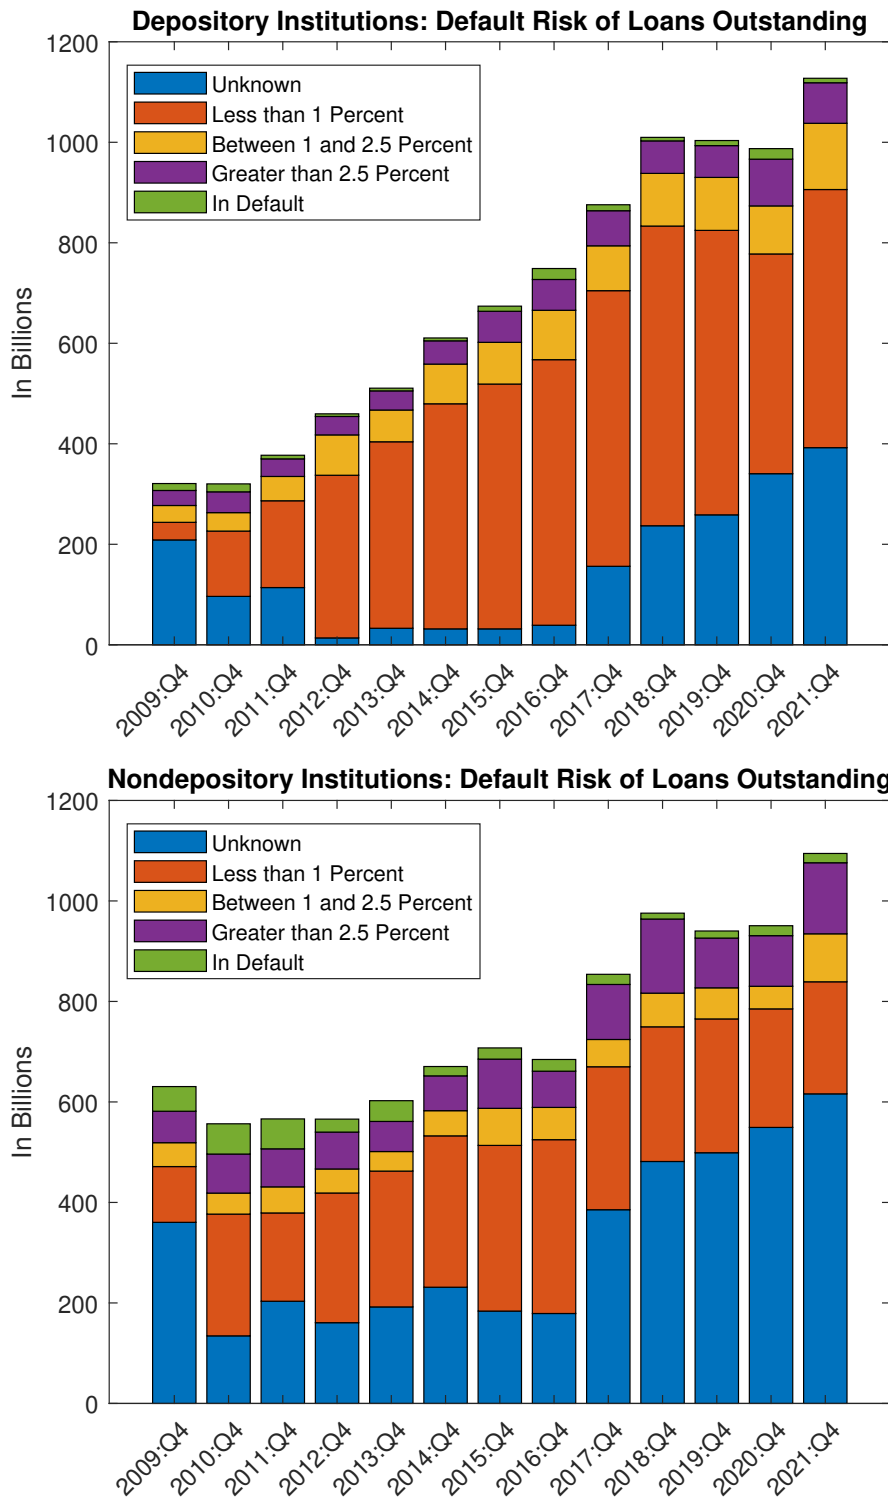 Depository Institutions: Default Risk of Loans Outstanding
1200
1000
800
600
400
200
0
In Billions
Unknown
Less than 1 Percent
Between 1 and 2.5 Percent
Greater than 2.5 Percent
In Default
2009:Q4
2010:Q4
2011:Q4
2012:Q4
2013:Q4
2014:Q4
2015:Q4
2016:Q4
2017:Q4
2018:Q4
2019:Q4
2020:Q4
2021:Q4
Nondepository Institutions: Default Risk of Loans Outstanding
1200
1000
800
600
400
200
0
In Billions
Unknown
Less than 1 Percent
Between 1 and 2.5 Percent
Greater than 2.5 Percent
In Default
2009:Q4
2010:Q4
2011:Q4
2012:Q4
2013:Q4
2014:Q4
2015:Q4
2016:Q4
2017:Q4
2018:Q4
2019:Q4
2020:Q4
2021:Q4